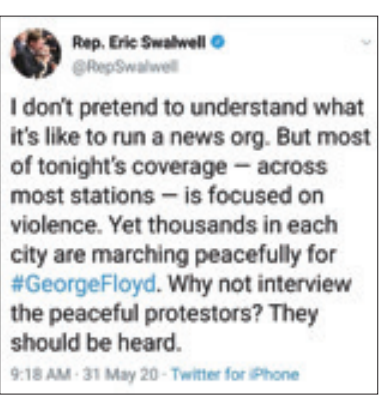 Rep. Eric Swalwell
@RepSwalwell
I don't pretend to understand what
it's like to run a news org. But most
of tonight's coverage — across
most stations — is focused on
violence. Yet thousands in each
city are marching peacefully for
#GeorgeFloyd. Why not interview
the peaceful protestors? They
should be heard.
9:18 AM · 31 May 20 · Twitter for iPhone